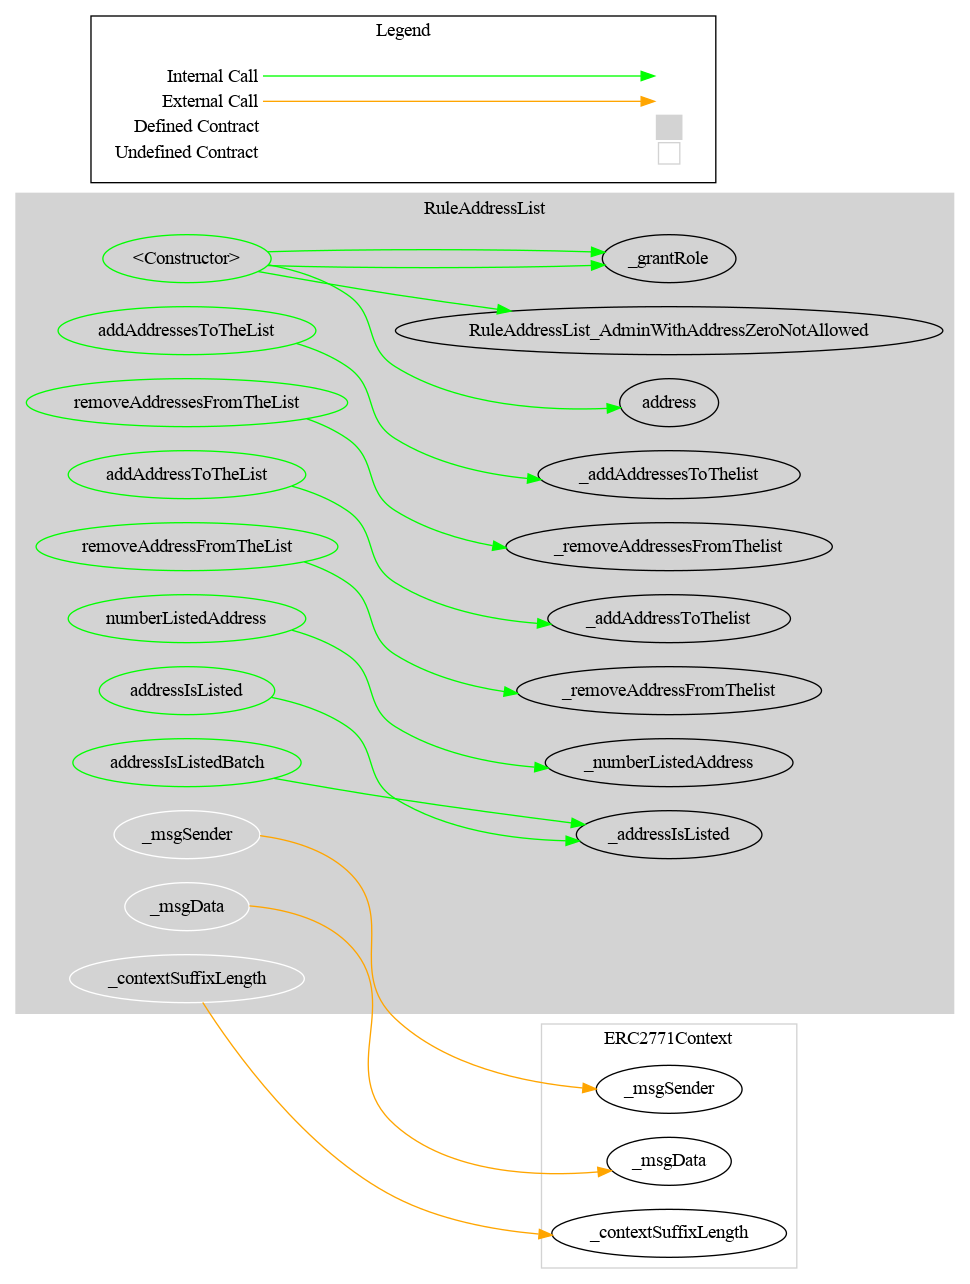 Legend
Internal Call
External Call
Defined Contract
Undefined Contract
RuleAddressList
<Constructor>
_grantRole
addAddressesToTheList
RuleAddressList_AdminWithAddressZeroNotAllowed
removeAddressesFromTheList
address
addAddressToTheList
_addAddressesToThelist
removeAddressFromTheList
_removeAddressesFromThelist
numberListedAddress
_addAddressToThelist
addressIsListed
_removeAddressFromThelist
addressIsListedBatch
_numberListedAddress
_msgSender
_addressIsListed
_msgData
_contextSuffixLength
ERC2771Context
_msgSender
_msgData
_contextSuffixLength